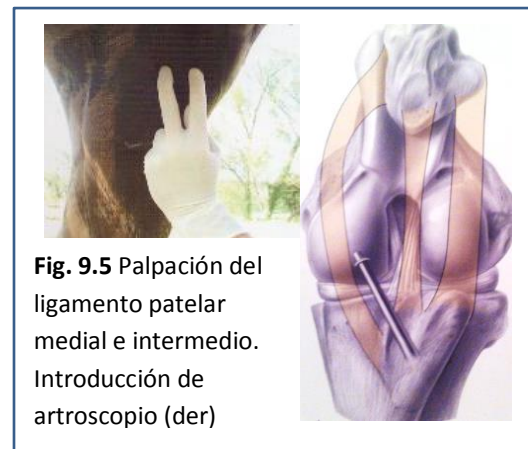 Fig. 9.5 Palpación del
ligamento patelar
medial e intermedio.
Introducción de
artroscopio (der)